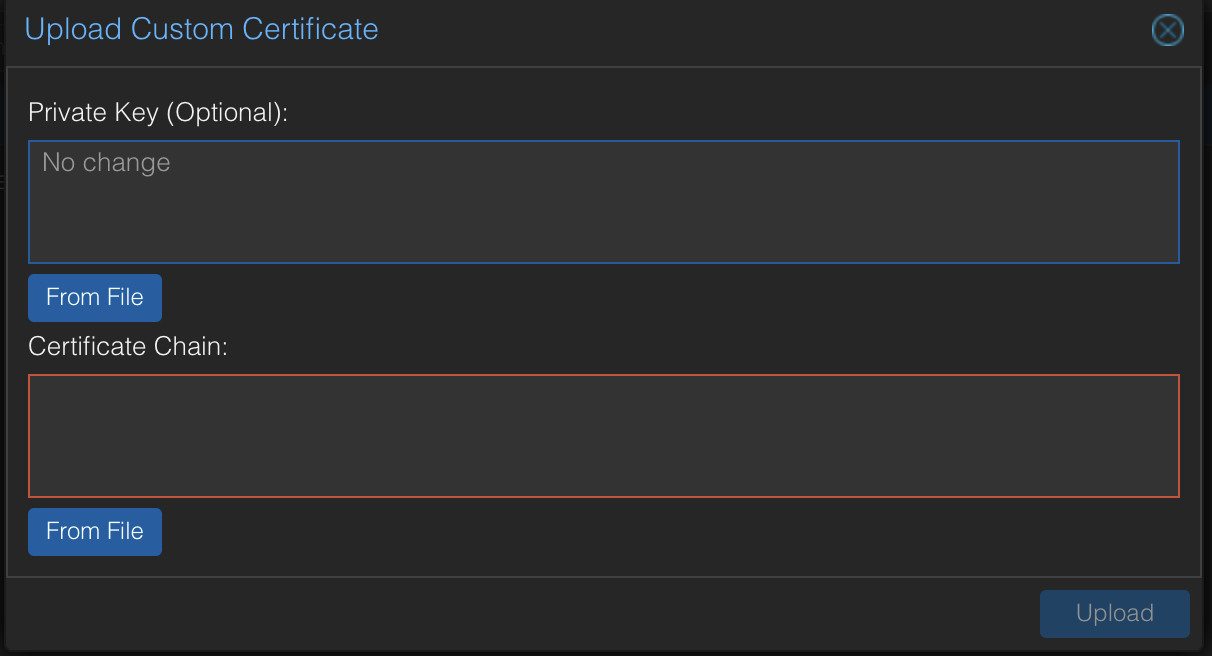 Upload Custom Certificate
Private Key (Optional):
No change
From File
Certificate Chain:
From File
Upload